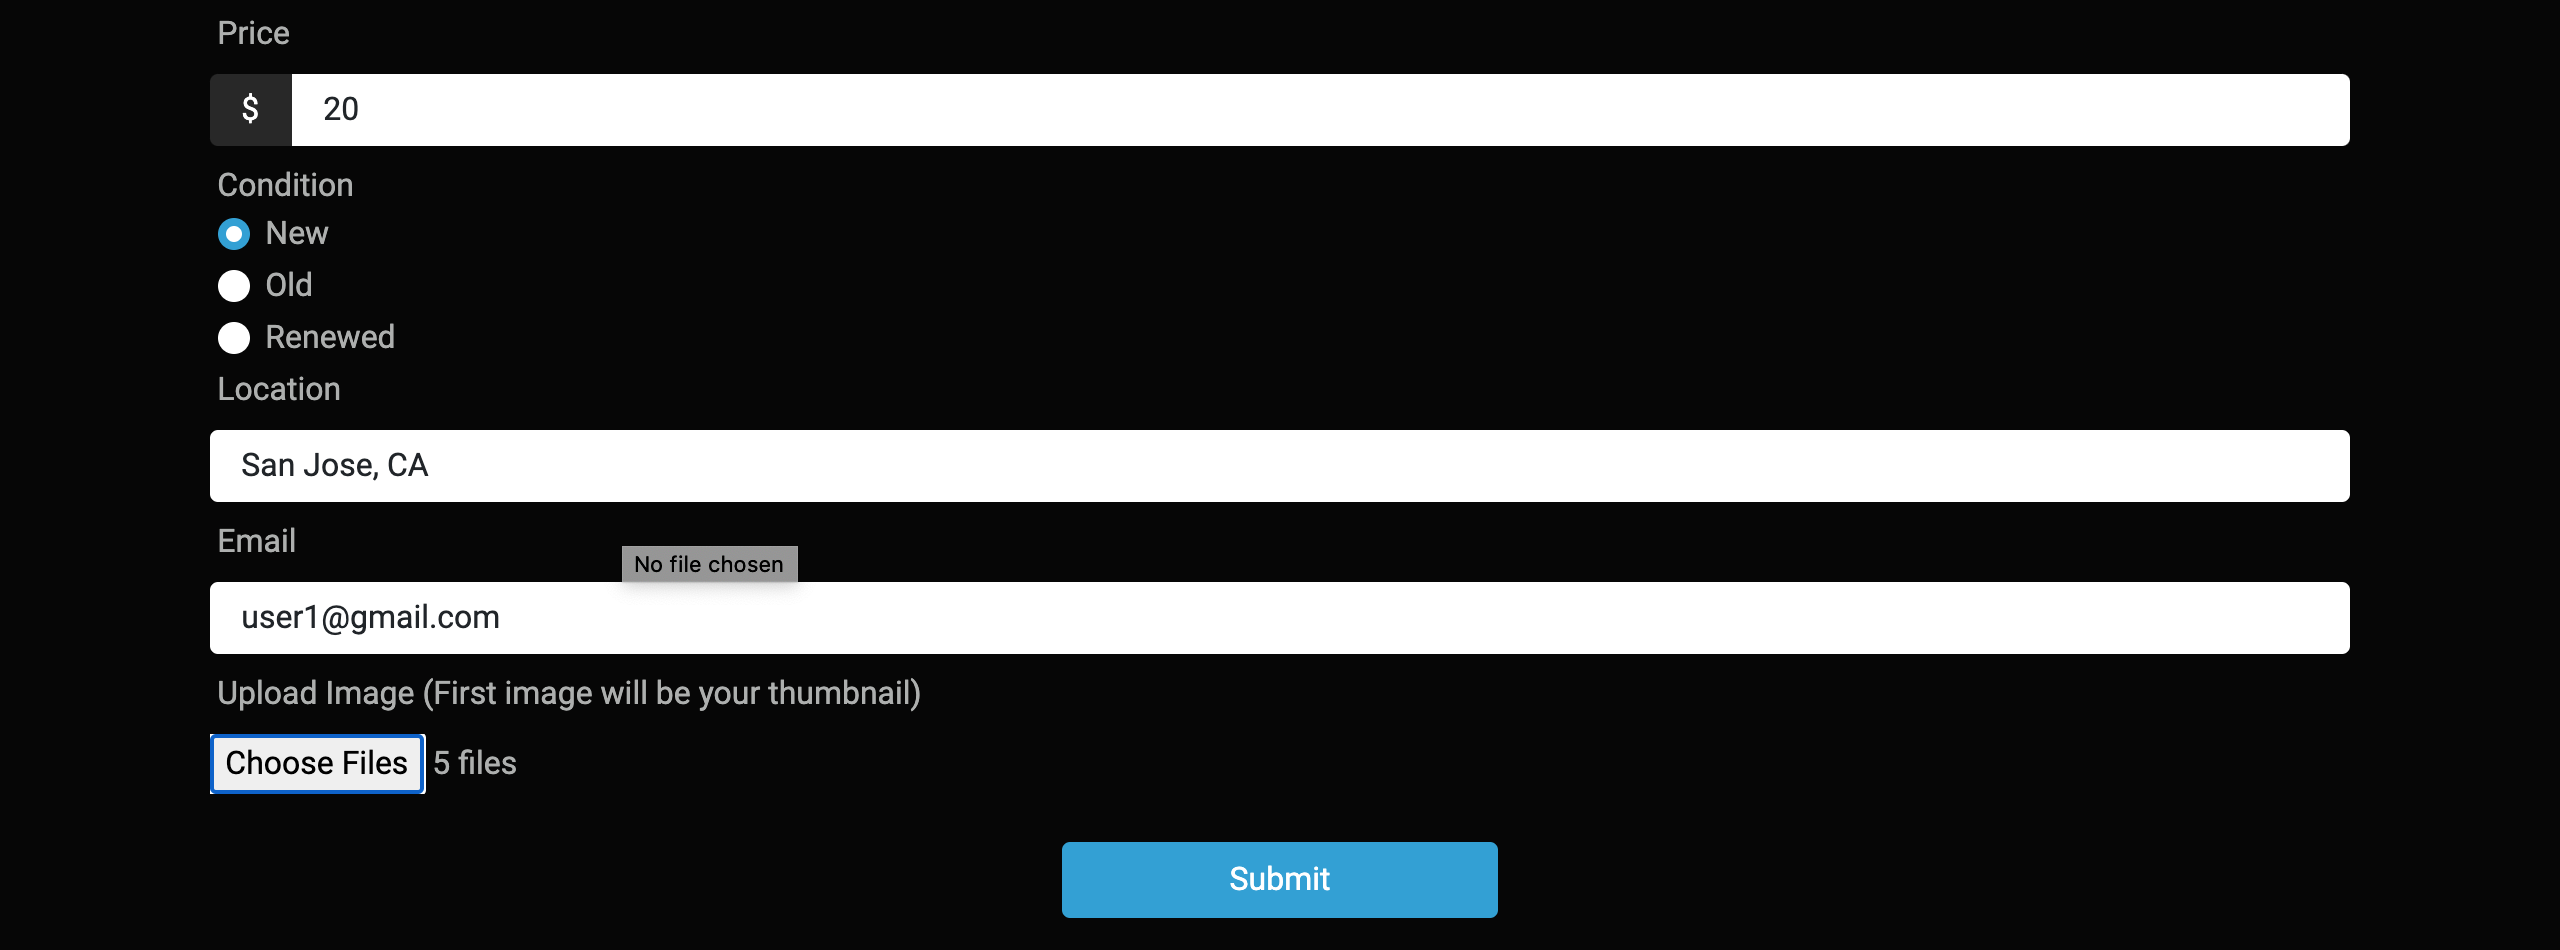 Price
$ 20
Condition
New
Old
Renewed
Location
San Jose, CA
Email
No file chosen
user1@gmail.com
Upload Image (First image will be your thumbnail)
Choose Files 5 files
Submit